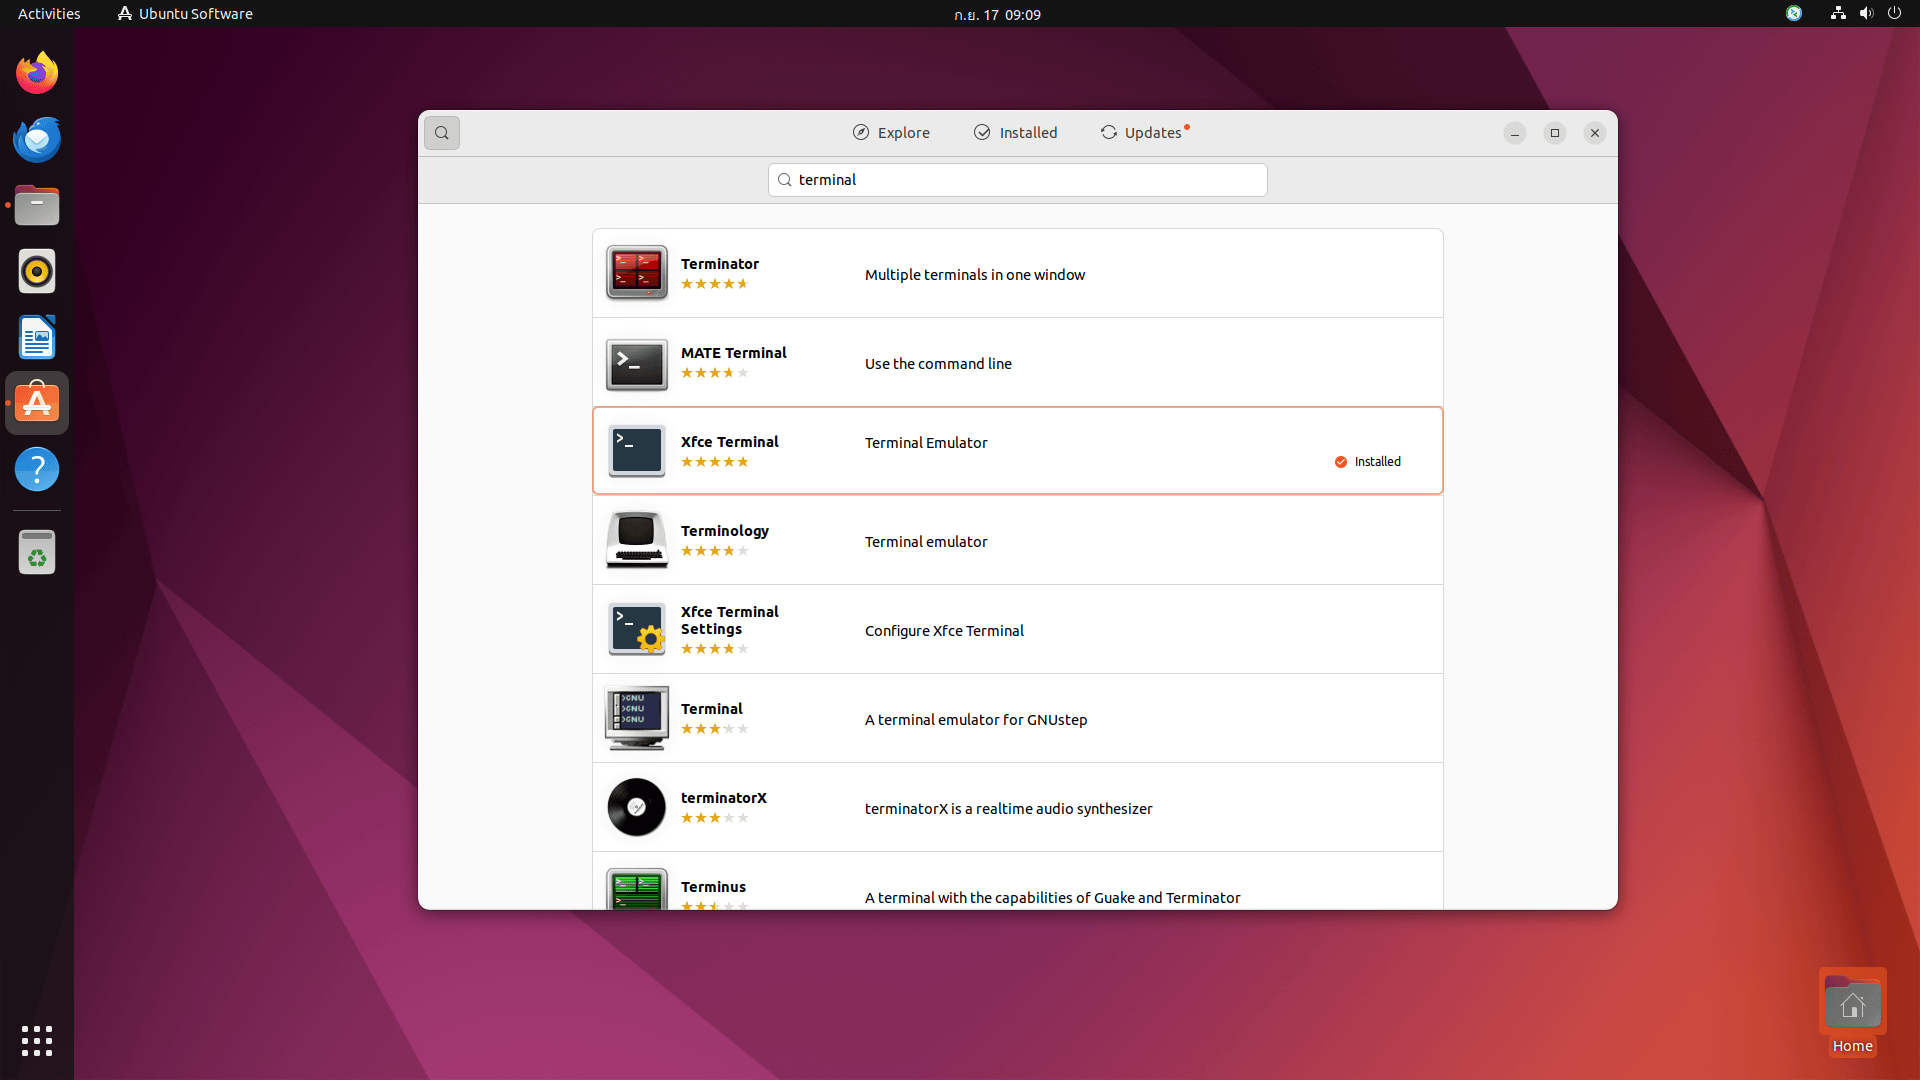 Activities
Ubuntu Software
ก.ย. 17 09:09
Explore
Installed
Updates
terminal
Terminator
Multiple terminals in one window
MATE Terminal
Use the command line
Xfce Terminal
Terminal Emulator
Installed
Terminology
Terminal emulator
Xfce Terminal
Settings
Configure Xfce Terminal
Terminal
A terminal emulator for GNUstep
terminatorX
terminatorX is a realtime audio synthesizer
Terminus
A terminal with the capabilities of Guake and Terminator
Home